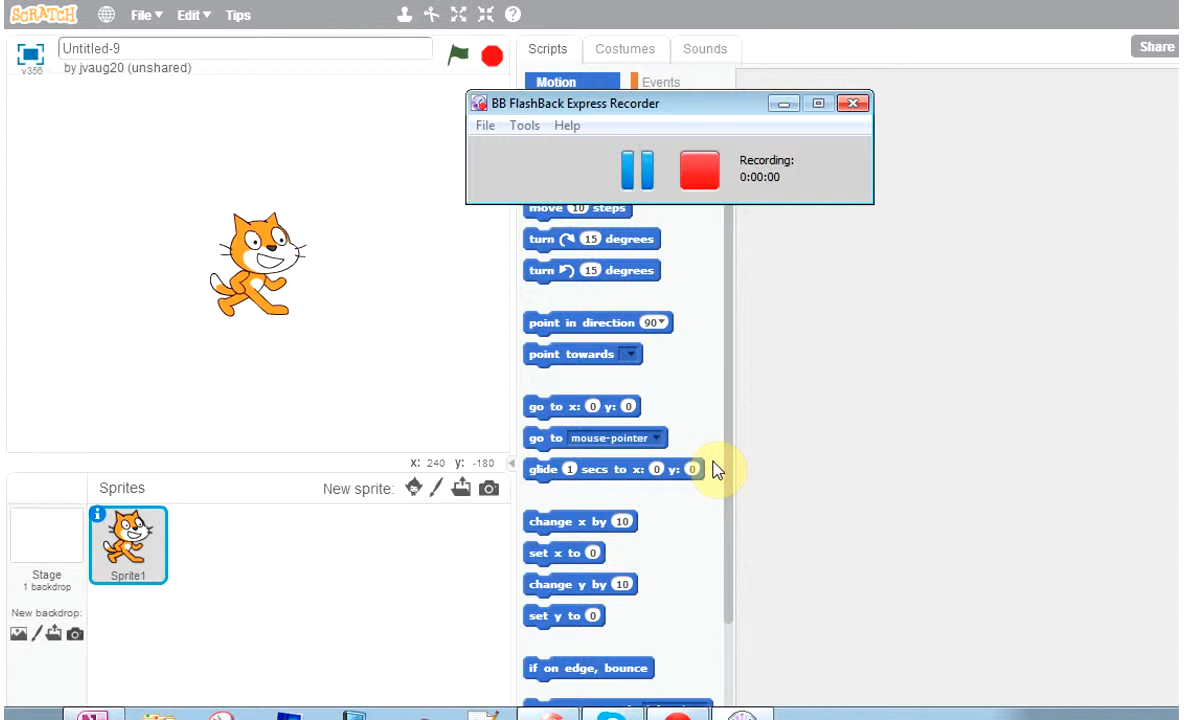 SCRATCH File Edit Tips
Untitled-9
v356 by jvaug20 (unshared)
Scripts Costumes Sounds
Share
Motion Events
BB FlashBack Express Recorder
File Tools Help
Recording:
0:00:00
move 10 steps
turn 15 degrees
turn 15 degrees
point in direction 90
point towards
go to x: 0 y: 0
go to mouse-pointer
glide 1 secs to x: 0 y: 0
change x by 10
set x to 0
change y by 10
set y to 0
if on edge, bounce
x: 240 y: -180
Sprites New sprite:
Sprite1
Stage
1 backdrop
New backdrop: